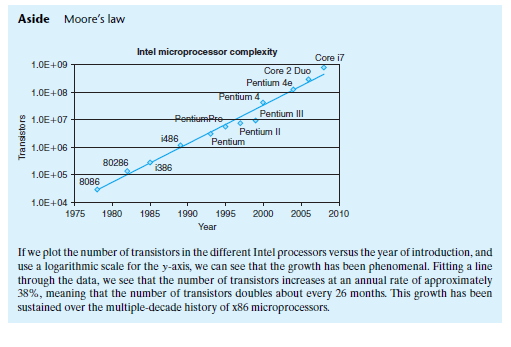 Aside Moore's law
Intel microprocessor complexity
Core i7
1.0E+09
Core 2 Duo
1.0E+08
Pentium 4e
Pentium 4
1.0E+07
PentiumPro
Pentium III
Pentium II
i486
Pentium
1.0E+06
80286
i386
1.0E+05
8086
1.0E+04
Transistors
1975 1980 1985 1990 1995 2000 2005 2010
Year
If we plot the number of transistors in the different Intel processors versus the year of introduction, and
use a logarithmic scale for the y-axis, we can see that the growth has been phenomenal. Fitting a line
through the data, we see that the number of transistors increases at an annual rate of approximately
38%, meaning that the number of transistors doubles about every 26 months. This growth has been
sustained over the multiple-decade history of x86 microprocessors.